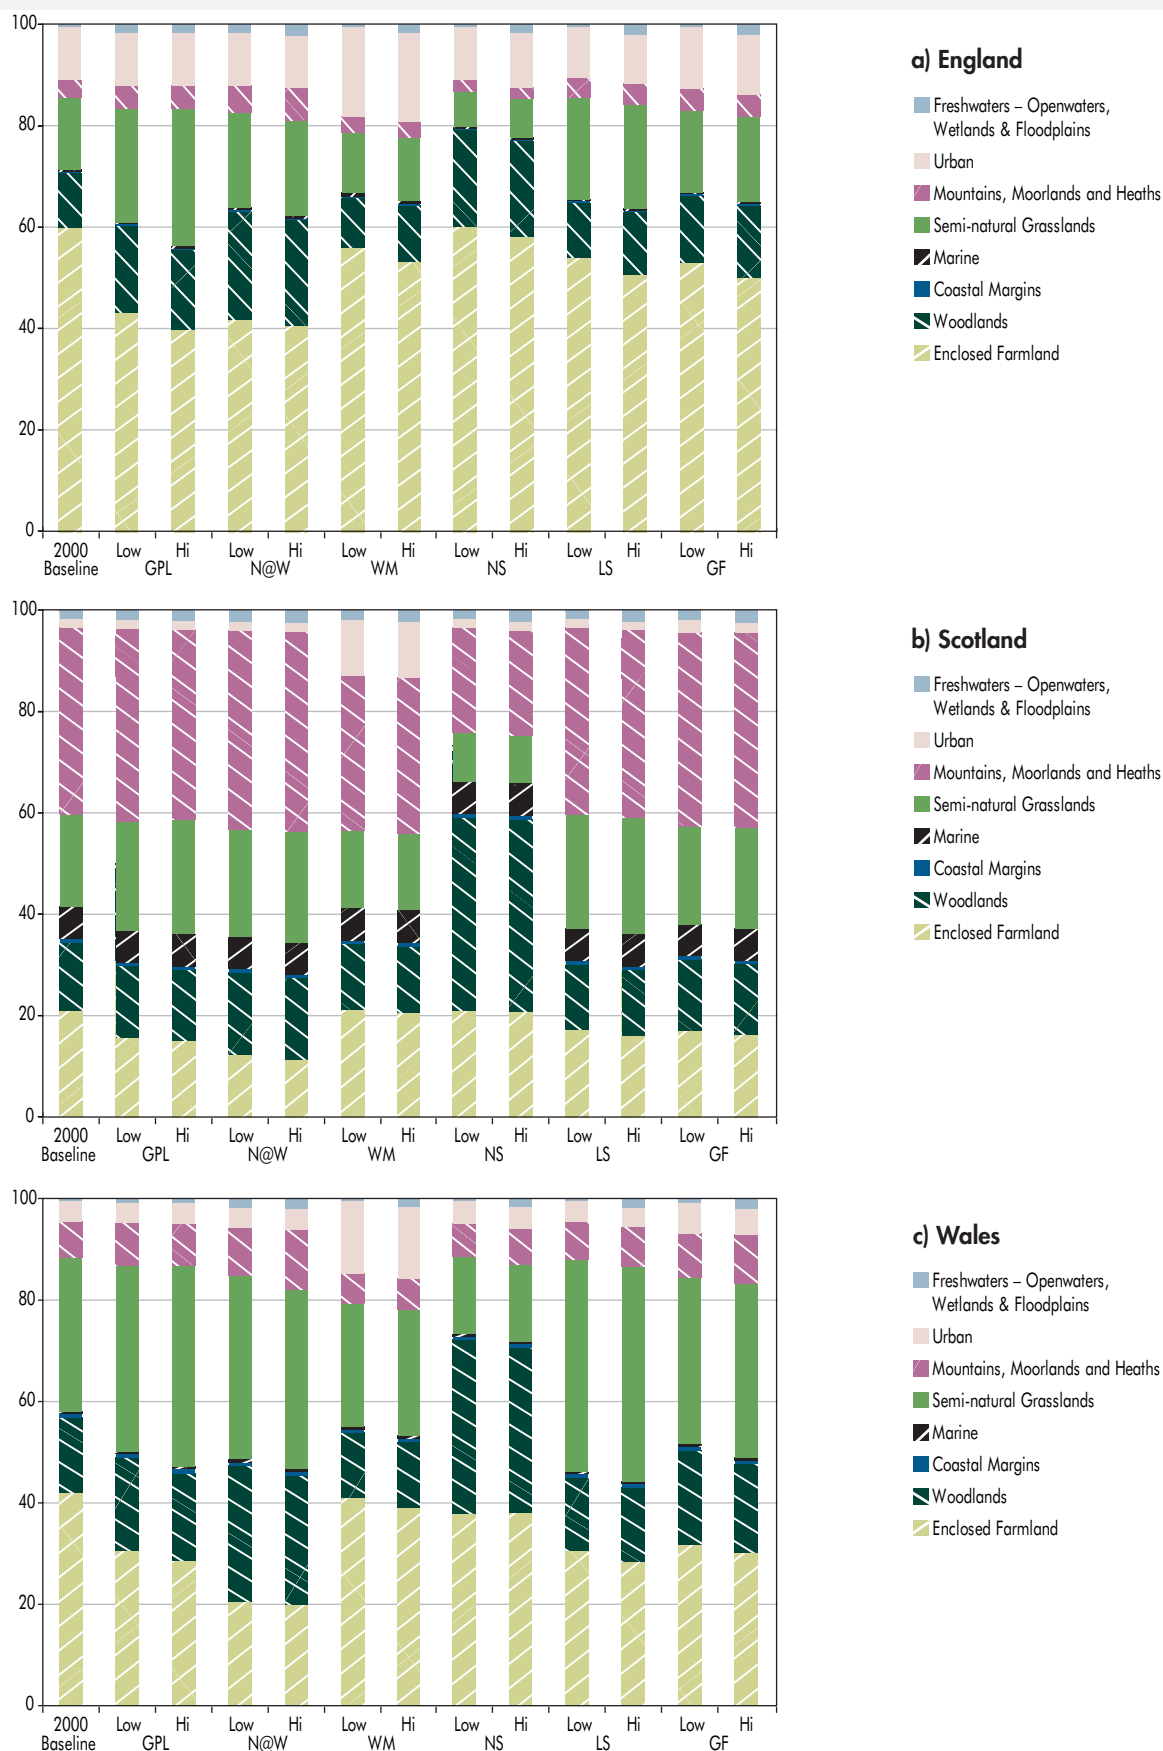 100
80
60
40
20
0
2000 Low Hi Low Hi Low Hi Low Hi Low Hi Low Hi
Baseline GPL N@W WM NS LS GF
a) England
Freshwaters – Openwaters,
Wetlands & Floodplains
Urban
Mountains, Moorlands and Heaths
Semi-natural Grasslands
Marine
Coastal Margins
Woodlands
Enclosed Farmland
100
80
60
40
20
0
2000 Low Hi Low Hi Low Hi Low Hi Low Hi Low Hi
Baseline GPL N@W WM NS LS GF
b) Scotland
Freshwaters – Openwaters,
Wetlands & Floodplains
Urban
Mountains, Moorlands and Heaths
Semi-natural Grasslands
Marine
Coastal Margins
Woodlands
Enclosed Farmland
100
80
60
40
20
0
2000 Low Hi Low Hi Low Hi Low Hi Low Hi Low Hi
Baseline GPL N@W WM NS LS GF
c) Wales
Freshwaters – Openwaters,
Wetlands & Floodplains
Urban
Mountains, Moorlands and Heaths
Semi-natural Grasslands
Marine
Coastal Margins
Woodlands
Enclosed Farmland